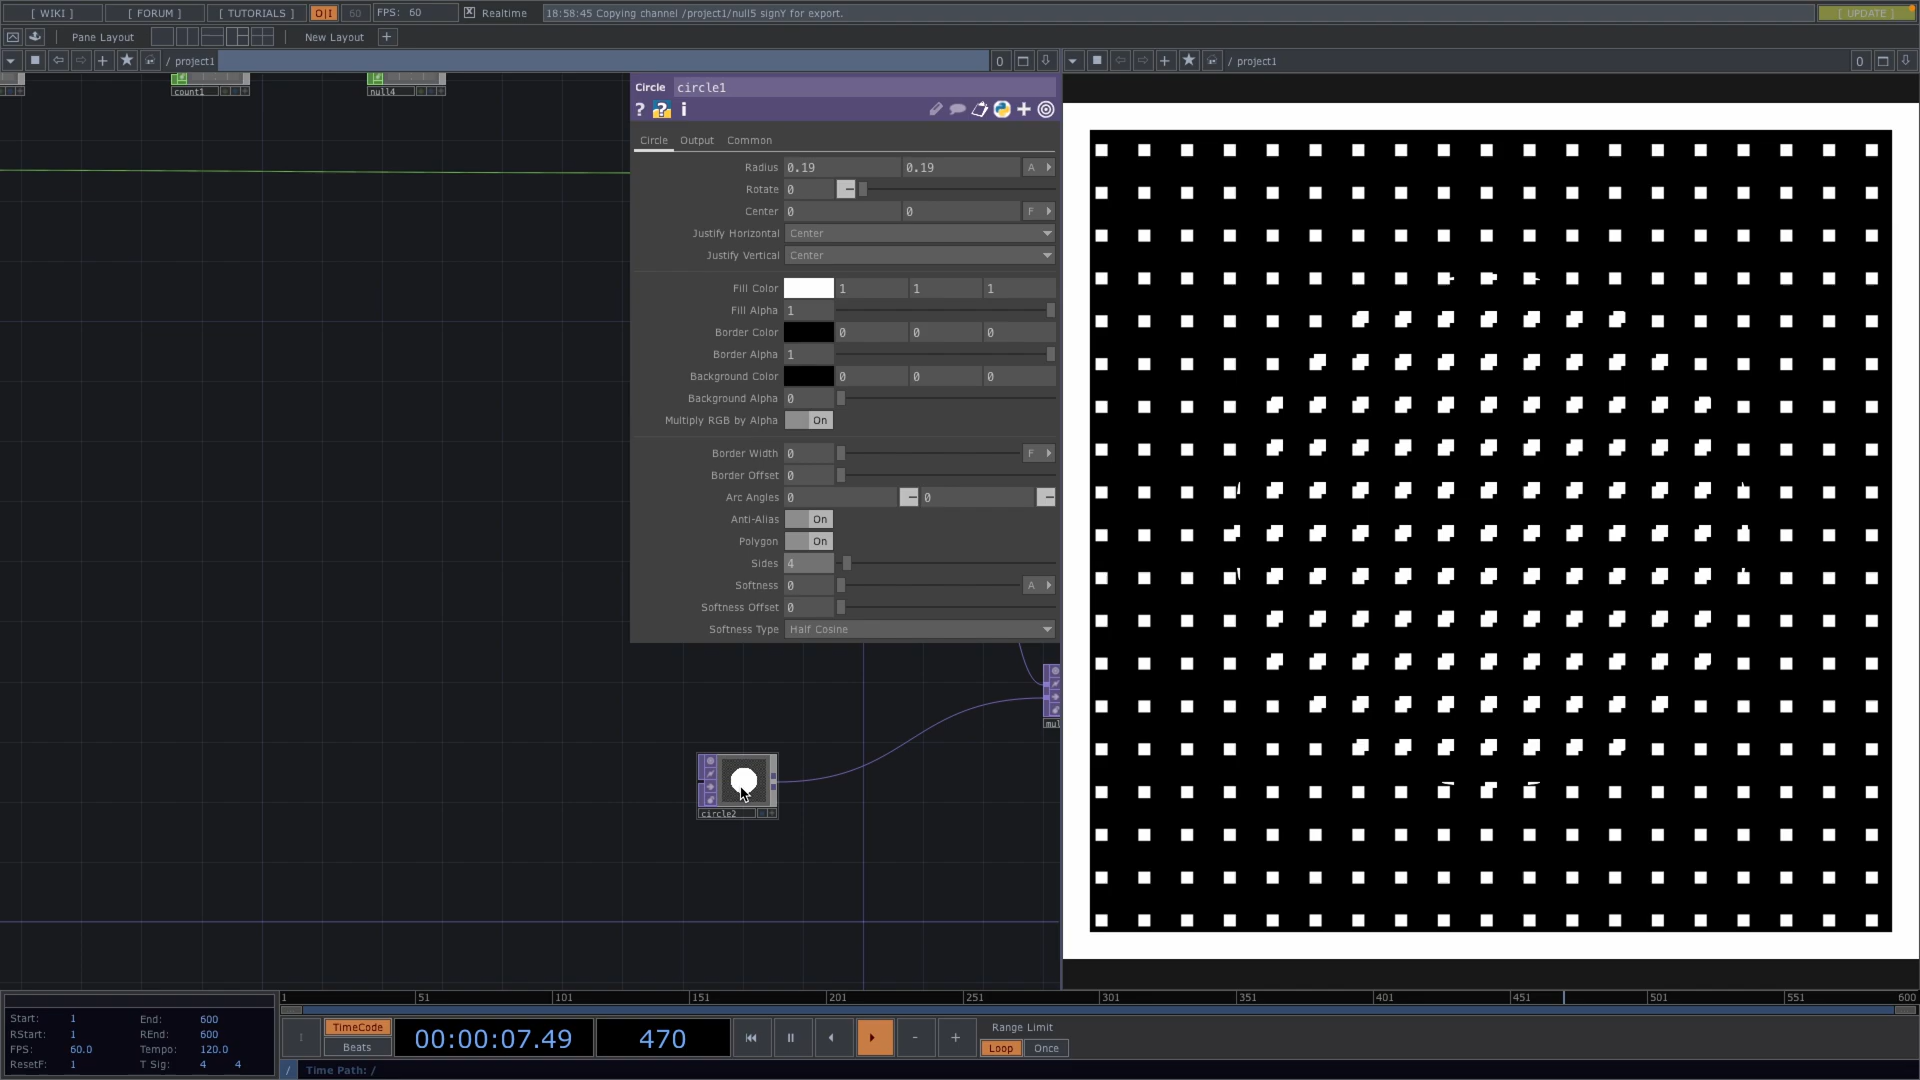 [ WIKI ] [ FORUM ] [ TUTORIALS ] O|I 60 FPS: 60 Realtime 18:58:45 Copying channel /project1/null5 signY for export. [ UPDATE ]
Pane Layout New Layout +
/ project1 0 / project1 0
count1 null4
Circle circle1
? ? i
Circle Output Common
Radius 0.19 0.19 A
Rotate 0
Center 0 0 F
Justify Horizontal Center
Justify Vertical Center
Fill Color 1 1 1
Fill Alpha 1
Border Color 0 0 0
Border Alpha 1
Background Color 0 0 0
Background Alpha 0
Multiply RGB by Alpha On
Border Width 0 F
Border Offset 0
Arc Angles 0 0
Anti-Alias On
Polygon On
Sides 4
Softness 0 A
Softness Offset 0
Softness Type Half Cosine
mul
circle2
1 51 101 151 201 251 301 351 401 451 501 551 600
Start: 1 End: 600
RStart: 1 REnd: 600
FPS: 60.0 Tempo: 120.0
ResetF: 1 T Sig: 4 4
TimeCode
Beats
00:00:07.49 470 - +
Range Limit
Loop Once
/ Time Path: /